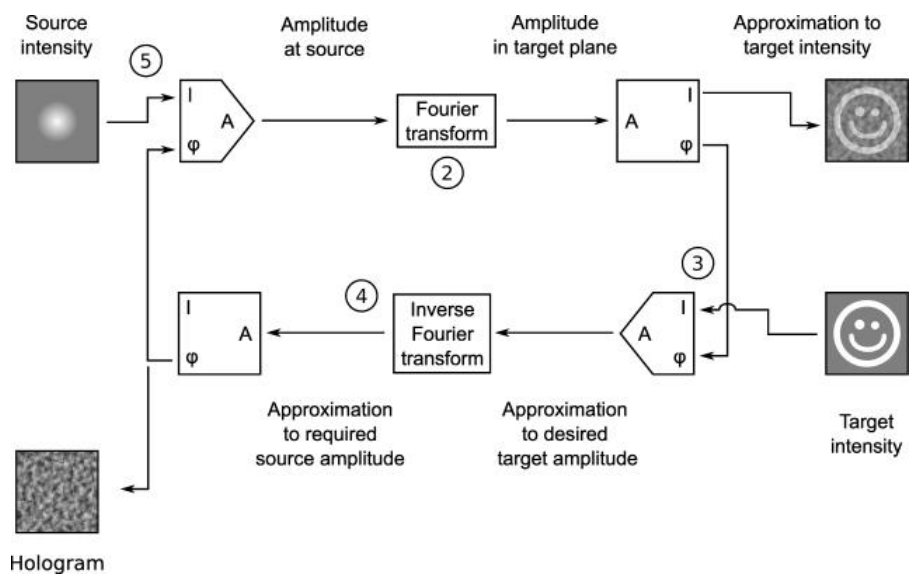 Source
intensity
Amplitude
at source
Amplitude
in target plane
Approximation to
target intensity
5
I
A
φ
Fourier
transform
2
I
A
φ
3
4
I
A
φ
Inverse
Fourier
transform
I
A
φ
Approximation
to required
source amplitude
Approximation
to desired
target amplitude
Target
intensity
Hologram